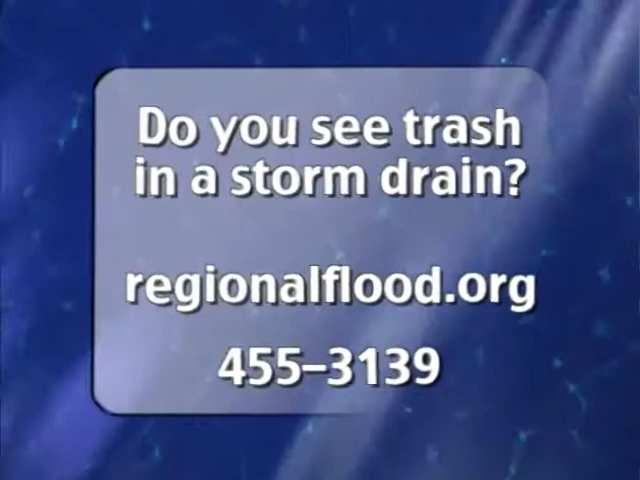 Do you see trash
in a storm drain?
regionalflood.org
455–3139